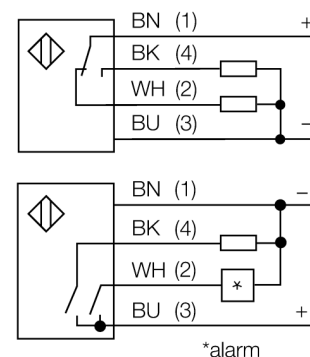 BN (1) +
BK (4)
WH (2)
BU (3) −
BN (1) −
BK (4)
WH (2)
*
BU (3) +
*alarm